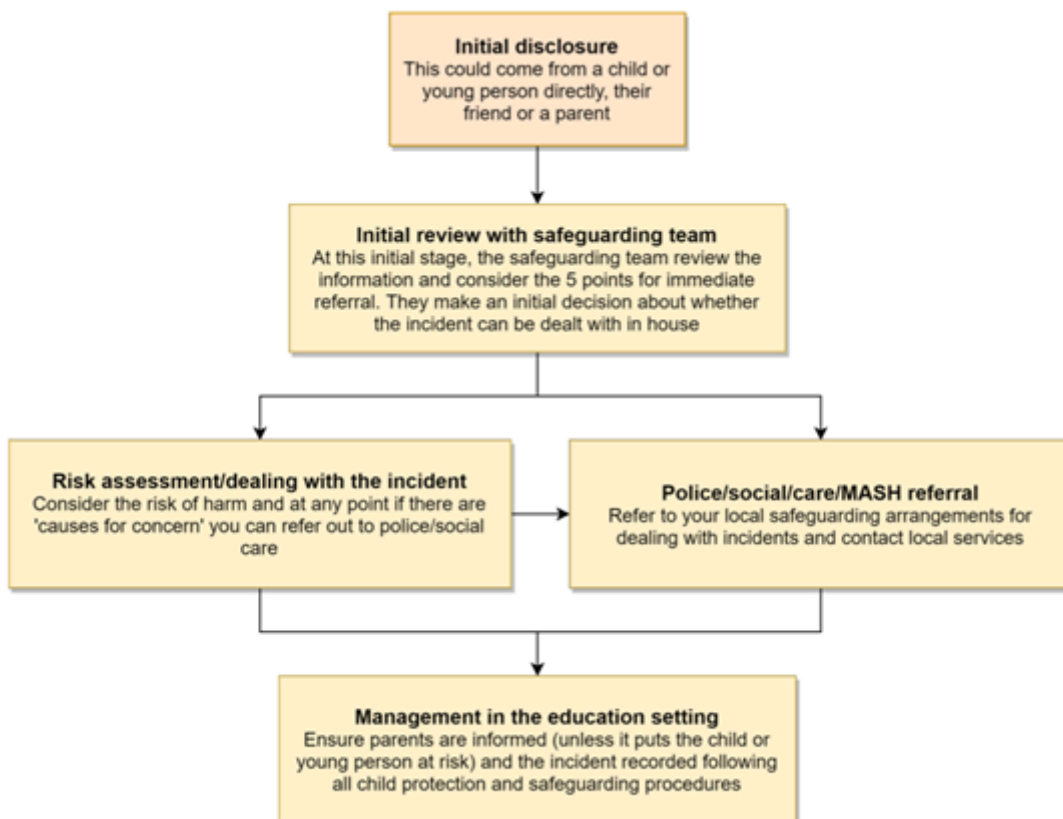 Initial disclosure
This could come from a child or
young person directly, their
friend or a parent
Initial review with safeguarding team
At this initial stage, the safeguarding team review the
information and consider the 5 points for immediate
referral. They make an initial decision about whether
the incident can be dealt with in house
Risk assessment/dealing with the incident
Consider the risk of harm and at any point if there are
'causes for concern' you can refer out to police/social
care
Police/social/care/MASH referral
Refer to your local safeguarding arrangements for
dealing with incidents and contact local services
Management in the education setting
Ensure parents are informed (unless it puts the child or
young person at risk) and the incident recorded following
all child protection and safeguarding procedures